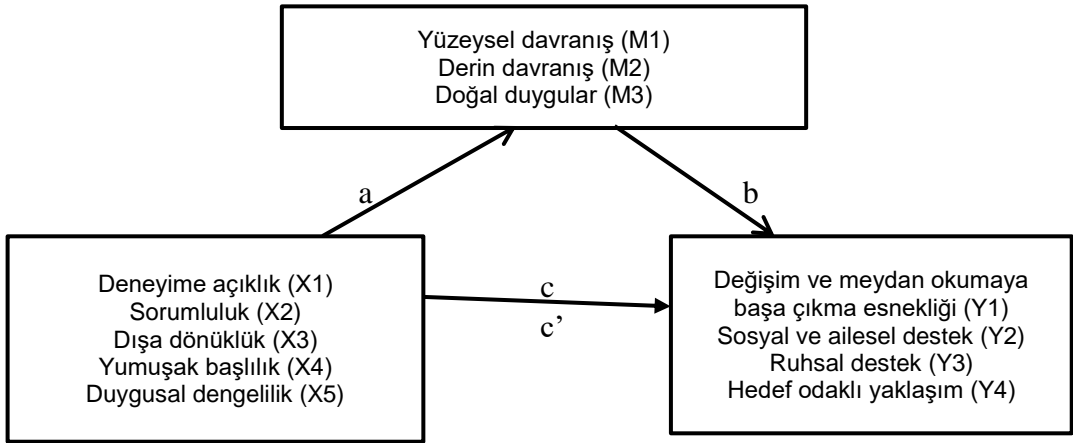 Yüzeysel davranış (M1)
Derin davranış (M2)
Doğal duygular (M3)
a
b
Deneyime açıklık (X1)
Sorumluluk (X2)
Dışa dönüklük (X3)
Yumuşak başlılık (X4)
Duygusal dengelilik (X5)
c
c’
Değişim ve meydan okumaya
başa çıkma esnekliği (Y1)
Sosyal ve ailesel destek (Y2)
Ruhsal destek (Y3)
Hedef odaklı yaklaşım (Y4)